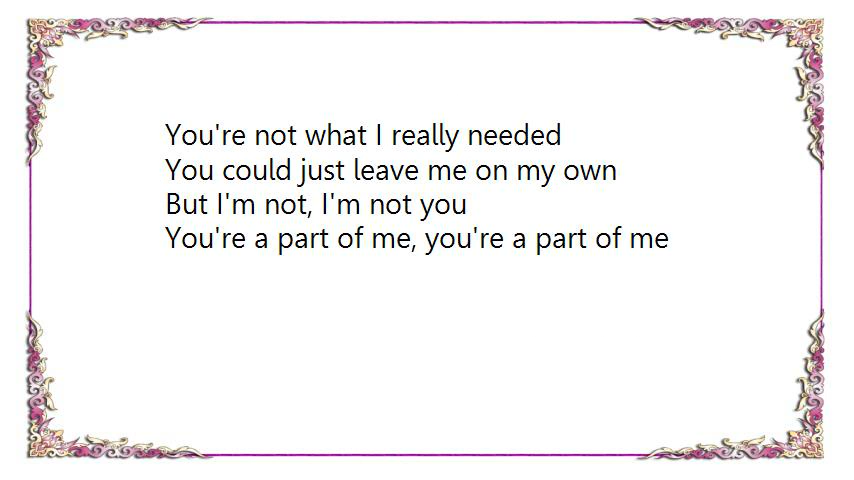 You're not what I really needed
You could just leave me on my own
But I'm not, I'm not you
You're a part of me, you're a part of me